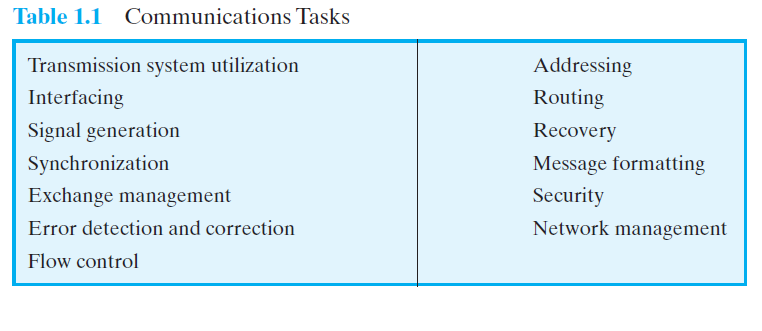 Table 1.1 Communications Tasks
Transmission system utilization
Interfacing
Signal generation
Synchronization
Exchange management
Error detection and correction
Flow control
Addressing
Routing
Recovery
Message formatting
Security
Network management